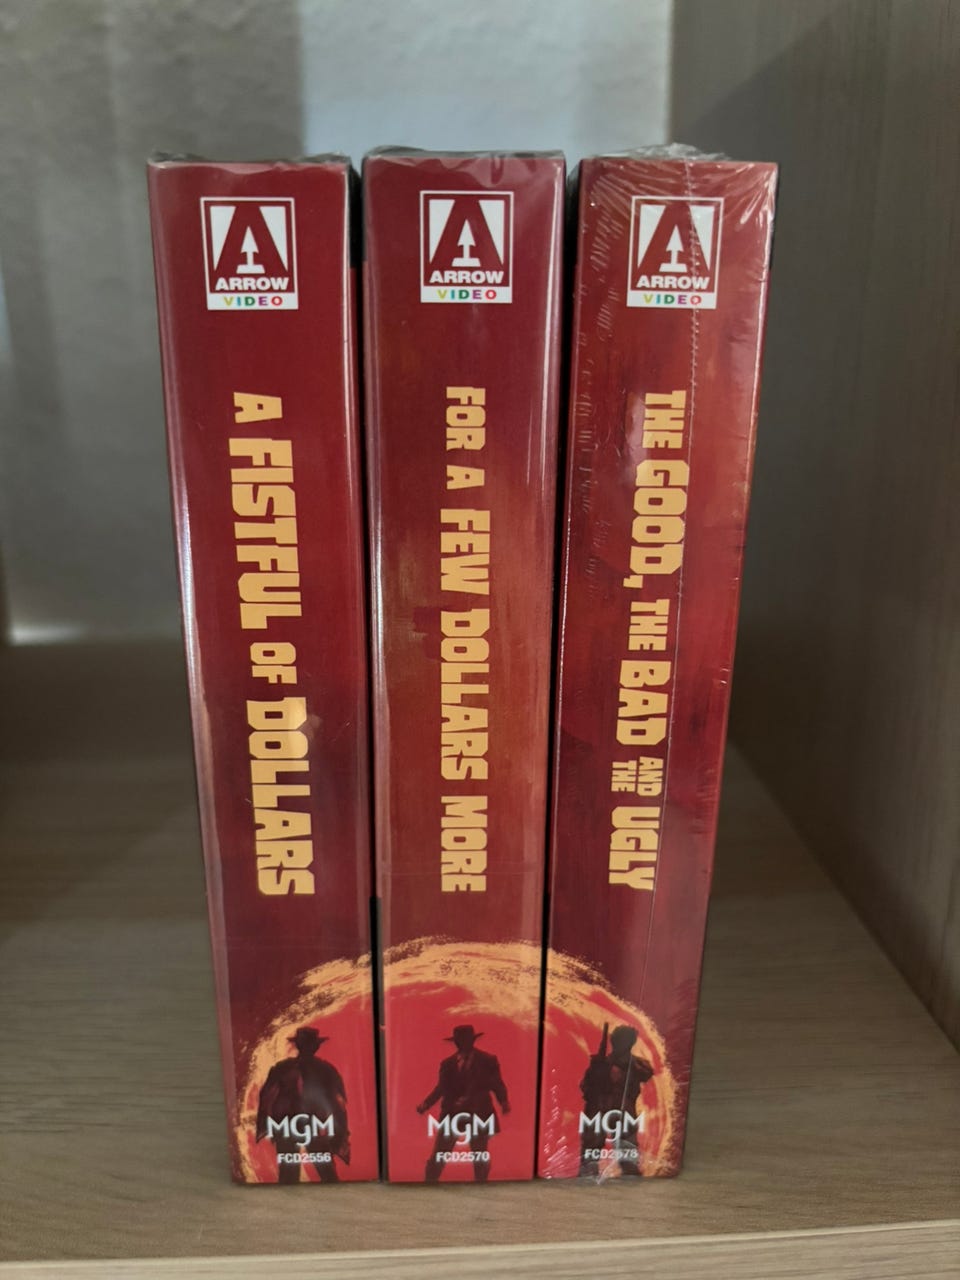 ARROW
VIDEO
A FISTFUL OF DOLLARS
MGM
FCD2556
ARROW
VIDEO
FOR A FEW DOLLARS MORE
MGM
FCD2570
ARROW
VIDEO
THE GOOD, THE BAD AND THE UGLY
MGM
FCD2578